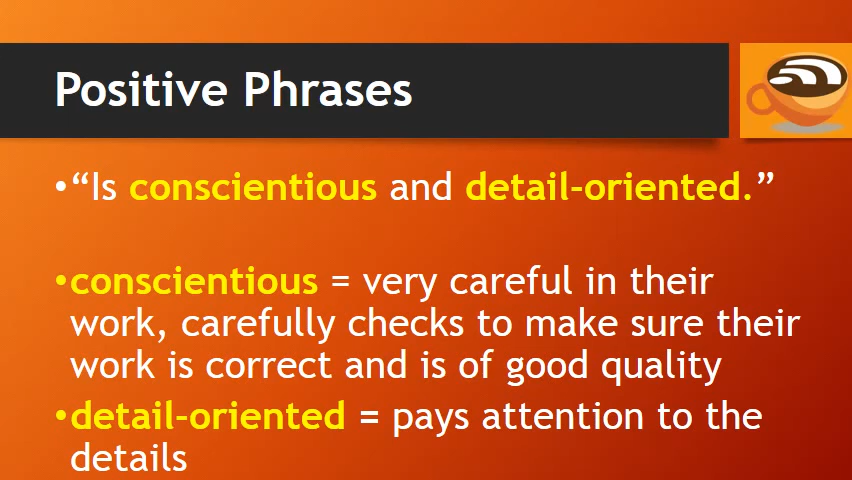 Positive Phrases
•“Is conscientious and detail-oriented.”
•conscientious = very careful in their
work, carefully checks to make sure their
work is correct and is of good quality
•detail-oriented = pays attention to the
details